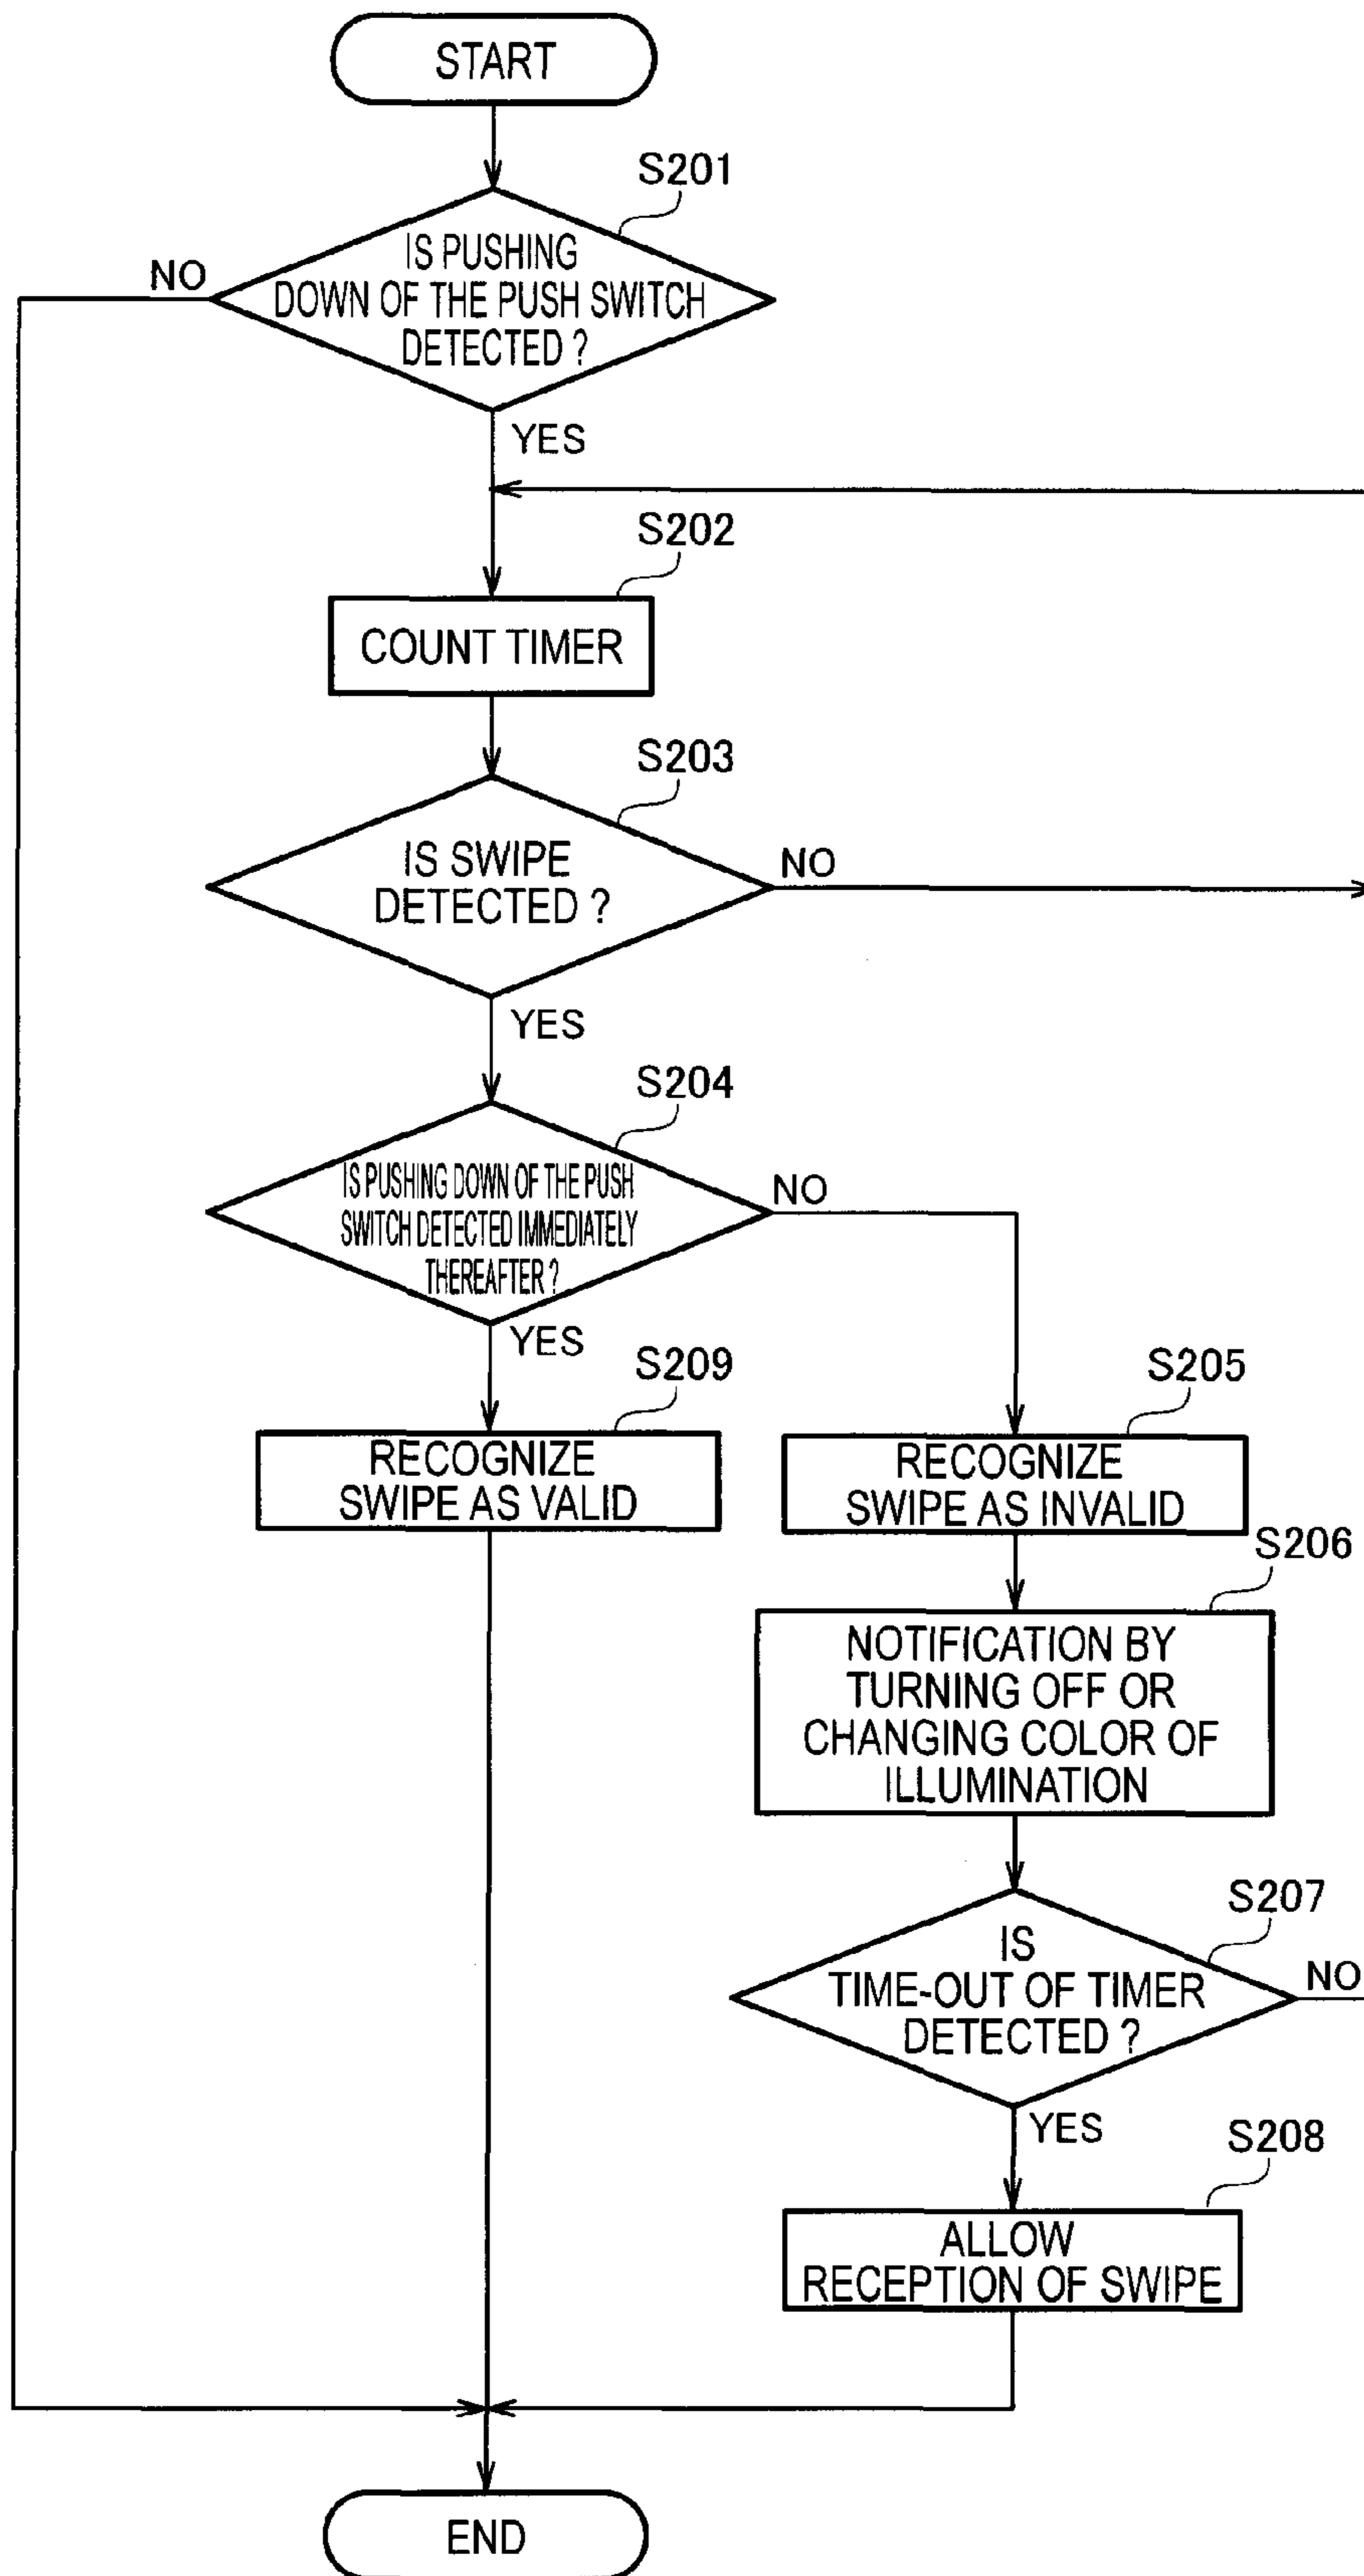 START
S201
IS PUSHING
DOWN OF THE PUSH SWITCH
DETECTED ?
NO
YES
S202
COUNT TIMER
S203
IS SWIPE
DETECTED ?
NO
YES
S204
IS PUSHING DOWN OF THE PUSH
SWITCH DETECTED IMMEDIATELY
THEREAFTER ?
NO
YES
S209
RECOGNIZE
SWIPE AS VALID
S205
RECOGNIZE
SWIPE AS INVALID
S206
NOTIFICATION BY
TURNING OFF OR
CHANGING COLOR OF
ILLUMINATION
S207
IS
TIME-OUT OF TIMER
DETECTED ?
NO
YES
S208
ALLOW
RECEPTION OF SWIPE
END